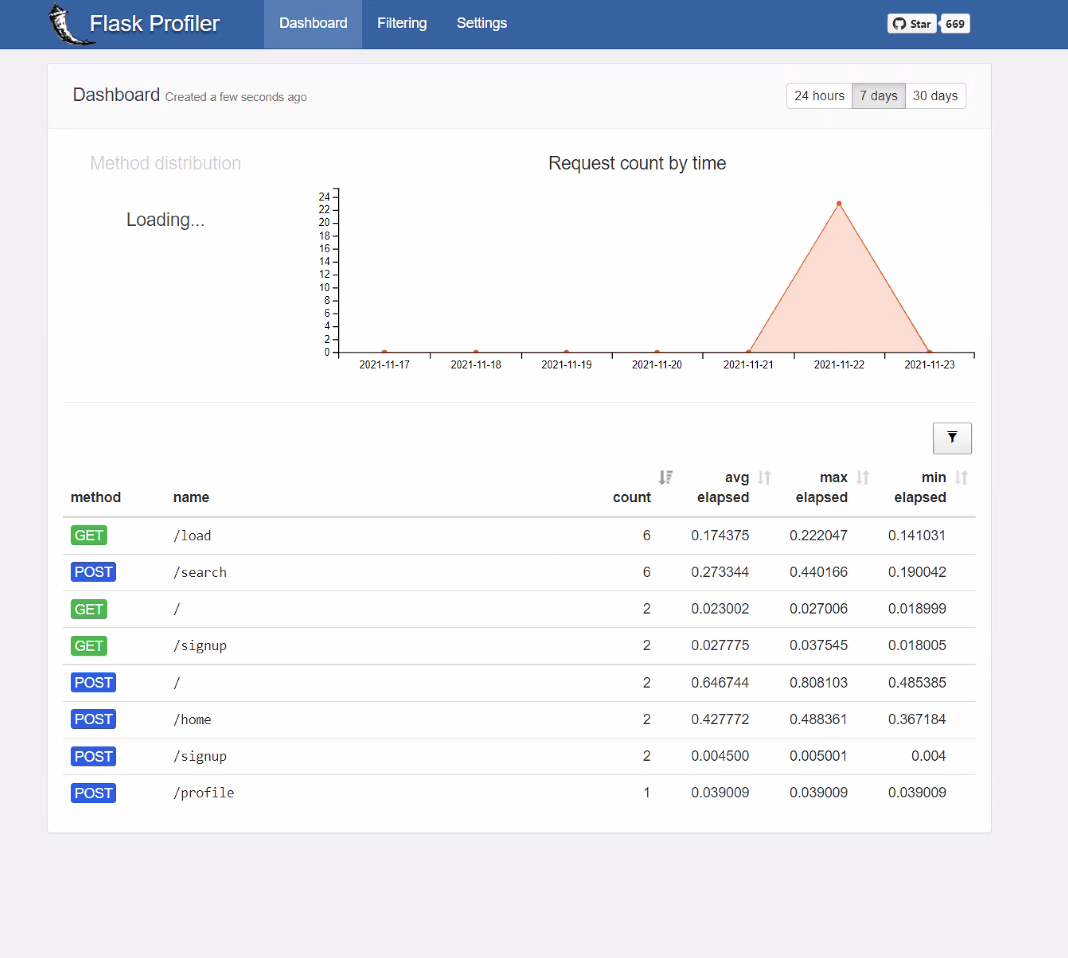 Flask Profiler Dashboard Filtering Settings Star 669
Dashboard Created a few seconds ago 24 hours 7 days 30 days
Method distribution
Loading...
Request count by time
24
22
20
18
16
14
12
10
8
6
4
2
0
2021-11-17 2021-11-18 2021-11-19 2021-11-20 2021-11-21 2021-11-22 2021-11-23
method name count avg elapsed max elapsed min elapsed
GET /load 6 0.174375 0.222047 0.141031
POST /search 6 0.273344 0.440166 0.190042
GET / 2 0.023002 0.027006 0.018999
GET /signup 2 0.027775 0.037545 0.018005
POST / 2 0.646744 0.808103 0.485385
POST /home 2 0.427772 0.488361 0.367184
POST /signup 2 0.004500 0.005001 0.004
POST /profile 1 0.039009 0.039009 0.039009